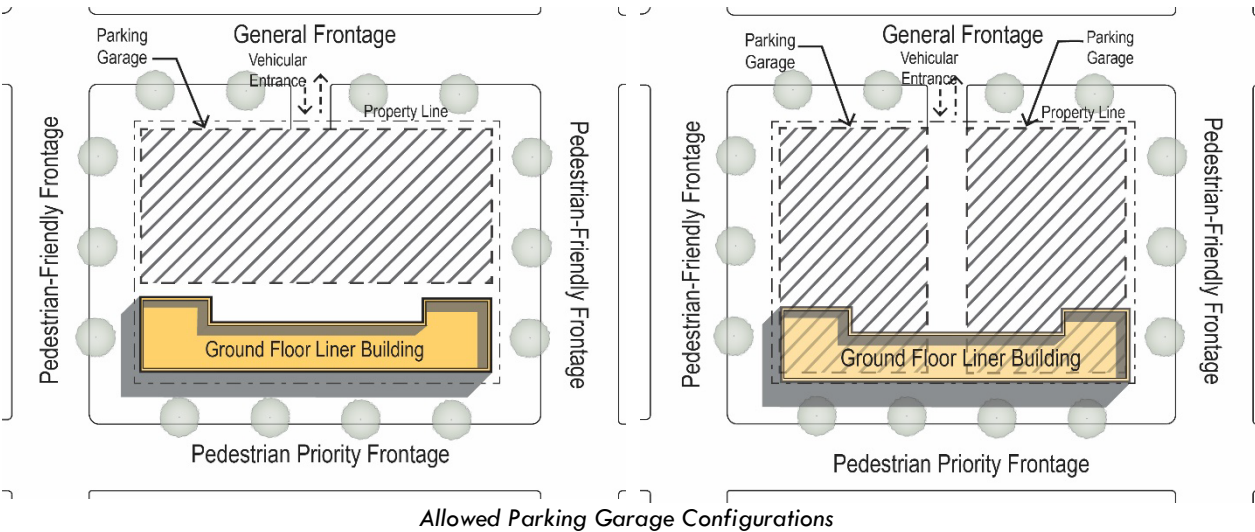 General Frontage
Parking
Garage
Vehicular
Entrance
Property Line
Pedestrian-Friendly Frontage
Pedestrian-Friendly Frontage
Ground Floor Liner Building
Pedestrian Priority Frontage
General Frontage
Parking
Garage
Vehicular
Entrance
Parking
Garage
Property Line
Pedestrian-Friendly Frontage
Pedestrian-Friendly Frontage
Ground Floor Liner Building
Pedestrian Priority Frontage
Allowed Parking Garage Configurations